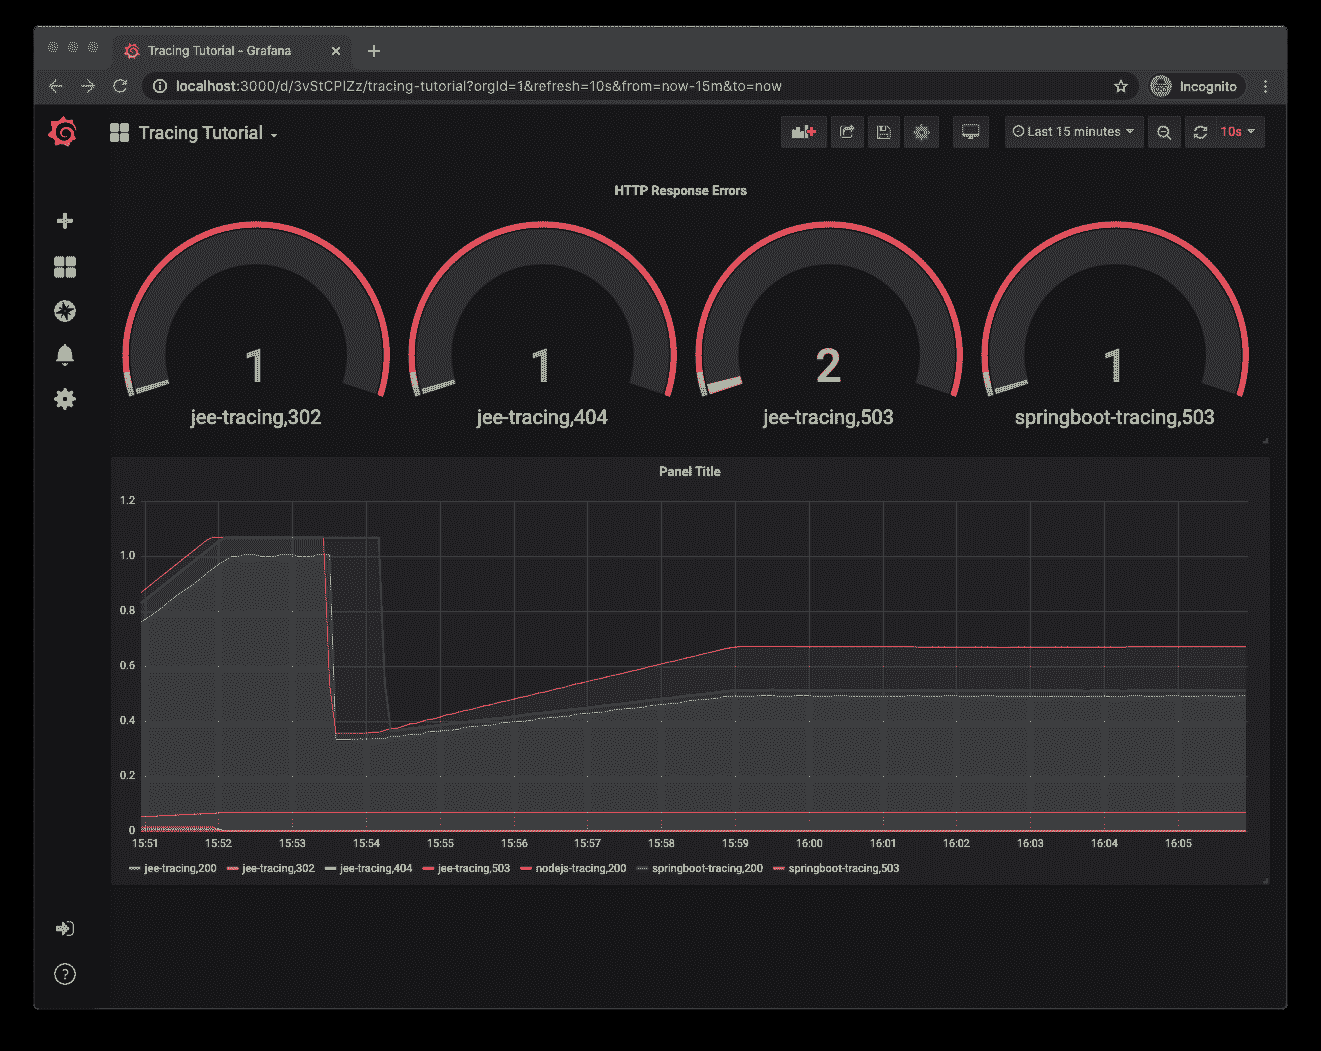 Tracing Tutorial - Grafana
localhost:3000/d/3vStCPlZz/tracing-tutorial?orgId=1&refresh=10s&from=now-15m&to=now
Incognito
Tracing Tutorial
Last 15 minutes
10s
HTTP Response Errors
1
1
2
1
jee-tracing,302
jee-tracing,404
jee-tracing,503
springboot-tracing,503
Panel Title
1.2
1.0
0.8
0.6
0.4
0.2
0
15:51 15:52 15:53 15:54 15:55 15:56 15:57 15:58 15:59 16:00 16:01 16:02 16:03 16:04 16:05
jee-tracing,200 jee-tracing,302 jee-tracing,404 jee-tracing,503 nodejs-tracing,200 springboot-tracing,200 springboot-tracing,503